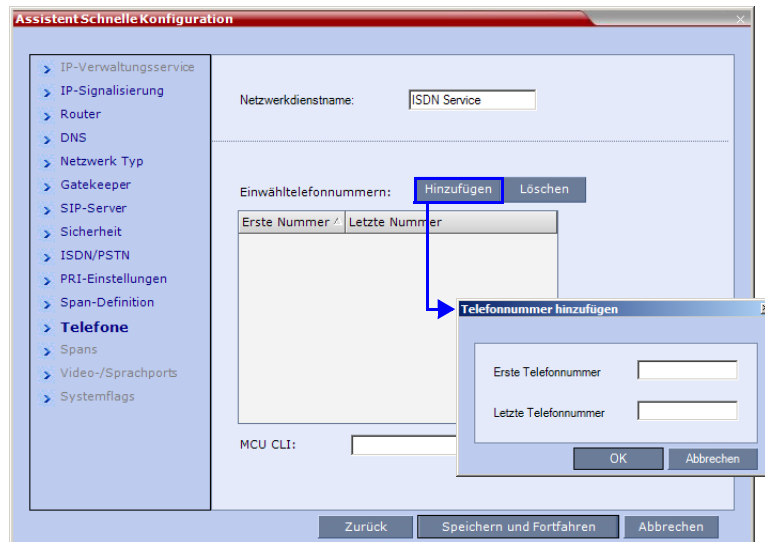 Assistent Schnelle Konfiguration
IP-Verwaltungsservice
IP-Signalisierung
Router
DNS
Netzwerk Typ
Gatekeeper
SIP-Server
Sicherheit
ISDN/PSTN
PRI-Einstellungen
Span-Definition
Telefone
Spans
Video-/Sprachports
Systemflags
Netzwerkdienstname: ISDN Service
Einwähltelefonnummern: Hinzufügen Löschen
Erste Nummer Letzte Nummer
Telefonnummer hinzufügen
Erste Telefonnummer
Letzte Telefonnummer
OK Abbrechen
MCU CLI:
Zurück Speichern und Fortfahren Abbrechen